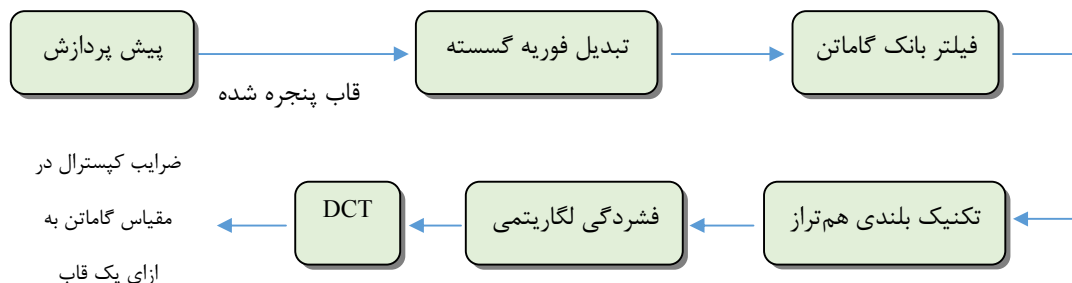 پیش پردازش
قاب پنجره شده
تبدیل فوریه گسسته
فیلتر بانک گاماتن
تکنیک بلندی هم‌تراز
فشردگی لگاریتمی
DCT
ضرایب کپسترال در
مقیاس گاماتن به
ازای یک قاب